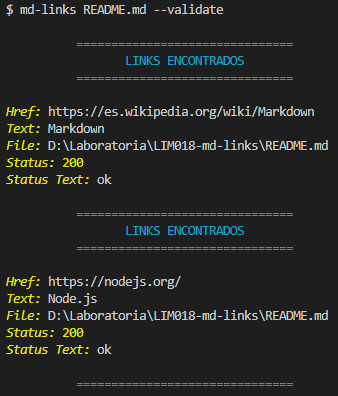 $ md-links README.md --validate
===============================
LINKS ENCONTRADOS
===============================
Href: https://es.wikipedia.org/wiki/Markdown
Text: Markdown
File: D:\Laboratoria\LIM018-md-links\README.md
Status: 200
Status Text: ok
===============================
LINKS ENCONTRADOS
===============================
Href: https://nodejs.org/
Text: Node.js
File: D:\Laboratoria\LIM018-md-links\README.md
Status: 200
Status Text: ok
===============================